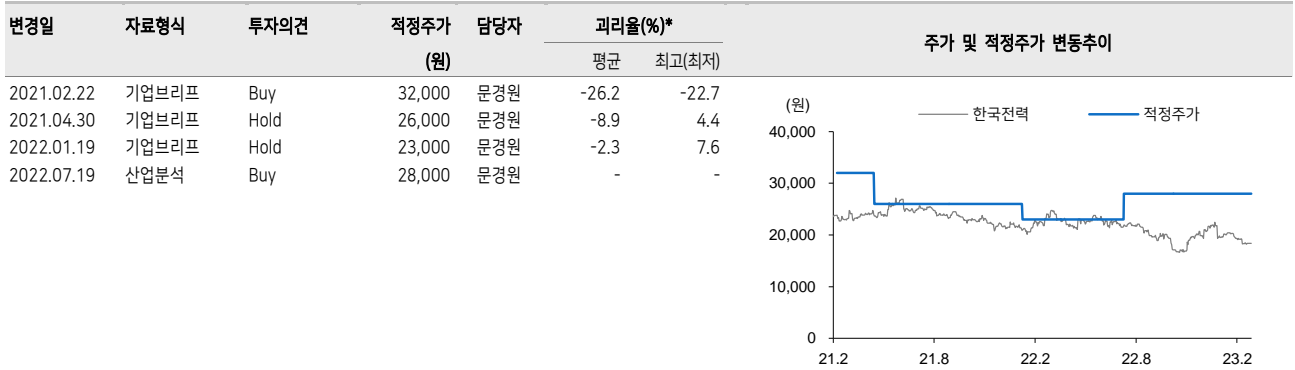 변경일 자료형식 투자의견 적정주가 담당자 괴리율(%)*
(원) 평균 최고(최저)
2021.02.22 기업브리프 Buy 32,000 문경원 -26.2 -22.7
2021.04.30 기업브리프 Hold 26,000 문경원 -8.9 4.4
2022.01.19 기업브리프 Hold 23,000 문경원 -2.3 7.6
2022.07.19 산업분석 Buy 28,000 문경원 - -
주가 및 적정주가 변동추이
(원) 한국전력 적정주가
40,000
30,000
20,000
10,000
0
21.2 21.8 22.2 22.8 23.2